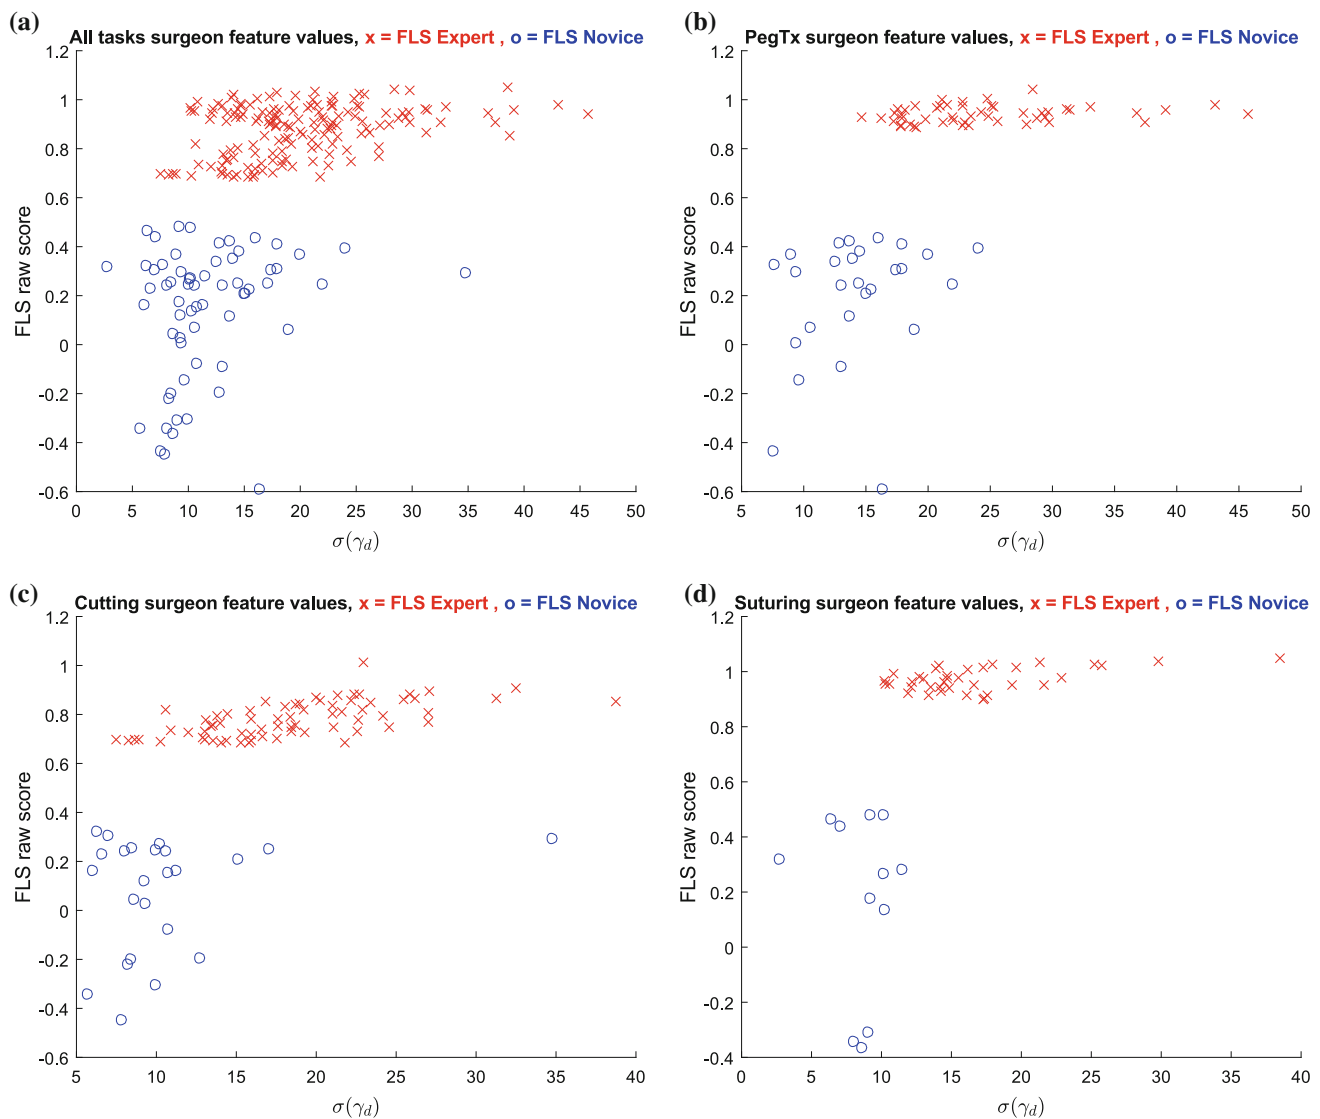 (a)
All tasks surgeon feature values, x = FLS Expert , o = FLS Novice
1.2
1
0.8
0.6
0.4
0.2
0
-0.2
-0.4
-0.6
FLS raw score
0 5 10 15 20 25 30 35 40 45 50
σ(γd)
(b)
PegTx surgeon feature values, x = FLS Expert , o = FLS Novice
1.2
1
0.8
0.6
0.4
0.2
0
-0.2
-0.4
-0.6
FLS raw score
5 10 15 20 25 30 35 40 45 50
σ(γd)
(c)
Cutting surgeon feature values, x = FLS Expert , o = FLS Novice
1.2
1
0.8
0.6
0.4
0.2
0
-0.2
-0.4
-0.6
FLS raw score
5 10 15 20 25 30 35 40
σ(γd)
(d)
Suturing surgeon feature values, x = FLS Expert , o = FLS Novice
1.2
1
0.8
0.6
0.4
0.2
0
-0.2
-0.4
FLS raw score
0 5 10 15 20 25 30 35 40
σ(γd)